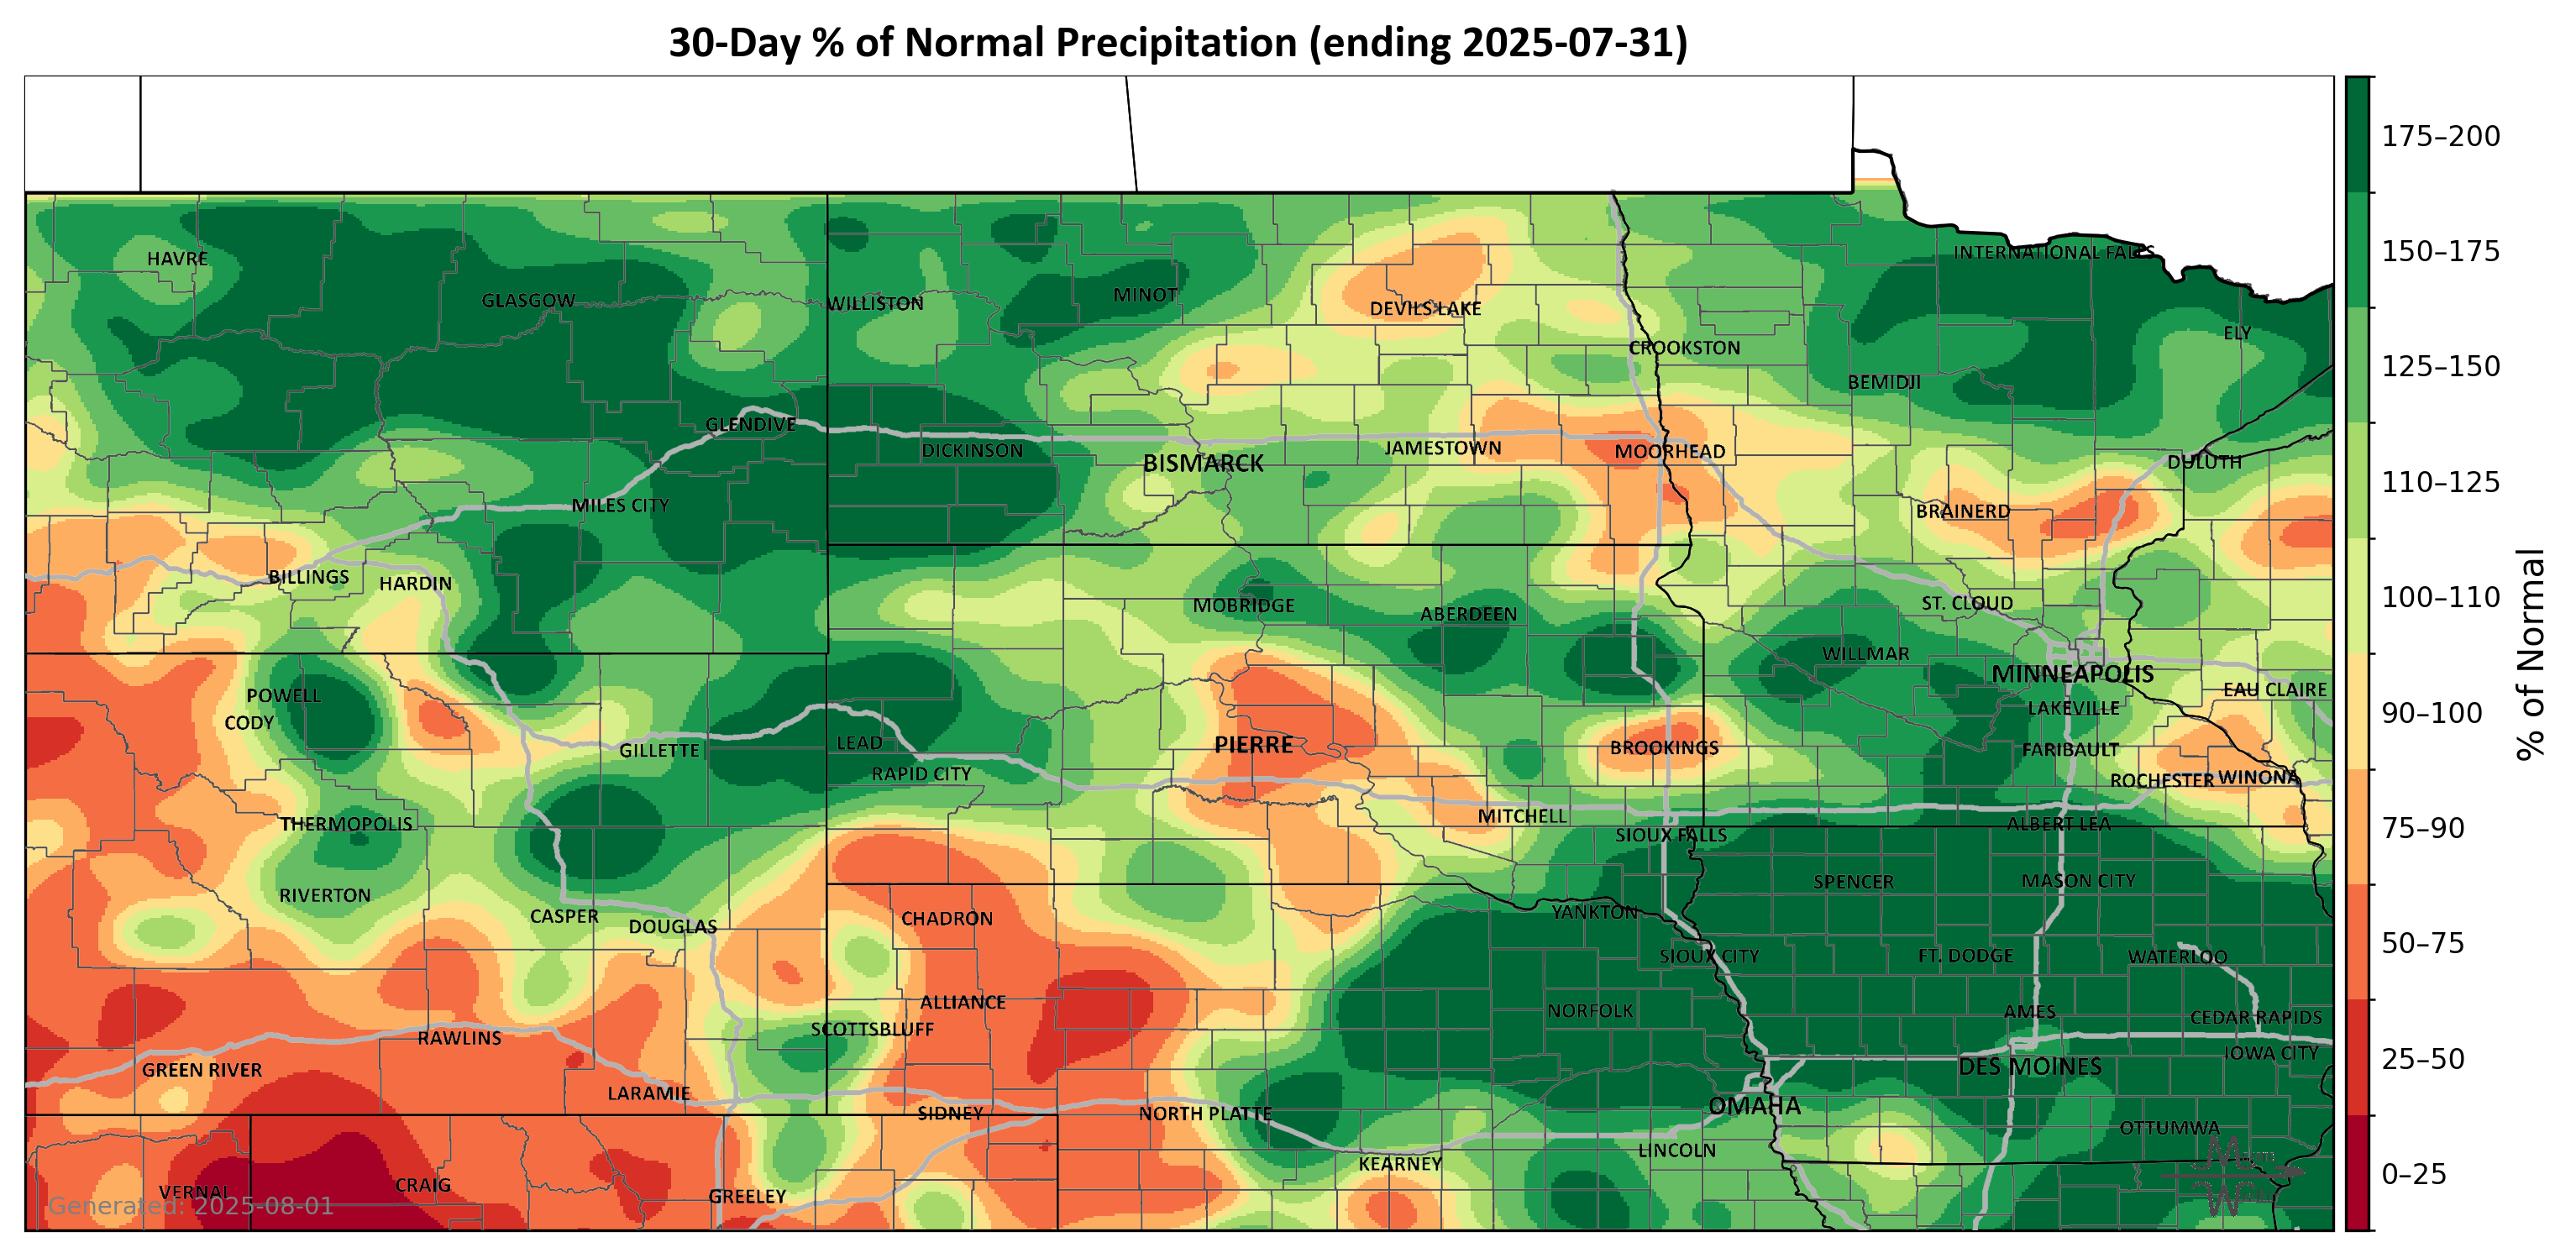 30-Day % of Normal Precipitation (ending 2025-07-31)
175–200
INTERNATIONAL FALLS
150–175
HAVRE
MINOT
GLASGOW
WILLISTON
DEVILS LAKE
ELY
CROOKSTON
125–150
BEMIDJI
GLENDIVE
JAMESTOWN
DICKINSON
MOORHEAD
BISMARCK
DULUTH
110–125
MILES CITY
BRAINERD
BILLINGS
HARDIN
100–110
MOBRIDGE
ST. CLOUD
ABERDEEN
WILLMAR
% of Normal
MINNEAPOLIS
POWELL
EAU CLAIRE
LAKEVILLE
90–100
CODY
LEAD
PIERRE
BROOKINGS
GILLETTE
FARIBAULT
RAPID CITY
ROCHESTER
WINONA
MITCHELL
THERMOPOLIS
ALBERT LEA
75–90
SIOUX FALLS
SPENCER
MASON CITY
RIVERTON
YANKTON
CASPER
CHADRON
DOUGLAS
50–75
SIOUX CITY
FT. DODGE
WATERLOO
ALLIANCE
NORFOLK
AMES
CEDAR RAPIDS
SCOTTSBLUFF
RAWLINS
IOWA CITY
25–50
GREEN RIVER
DES MOINES
LARAMIE
OMAHA
SIDNEY
NORTH PLATTE
OTTUMWA
LINCOLN
KEARNEY
0–25
CRAIG
VERNAL
GREELEY
Generated: 2025-08-01